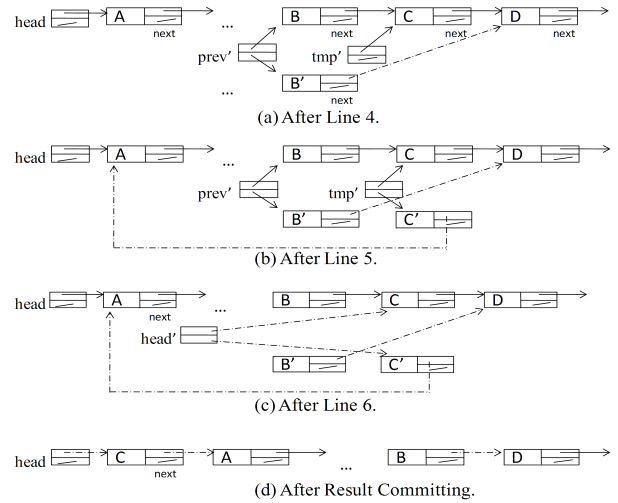 head A ... B C D
next next next next
prev′ tmp′
... B′
next
(a) After Line 4.
head A ... B C D
prev′ tmp′
B′ C′
(b) After Line 5.
head A ... B C D
next
head′
B′ C′
(c) After Line 6.
head C A ... B D
next
(d) After Result Committing.